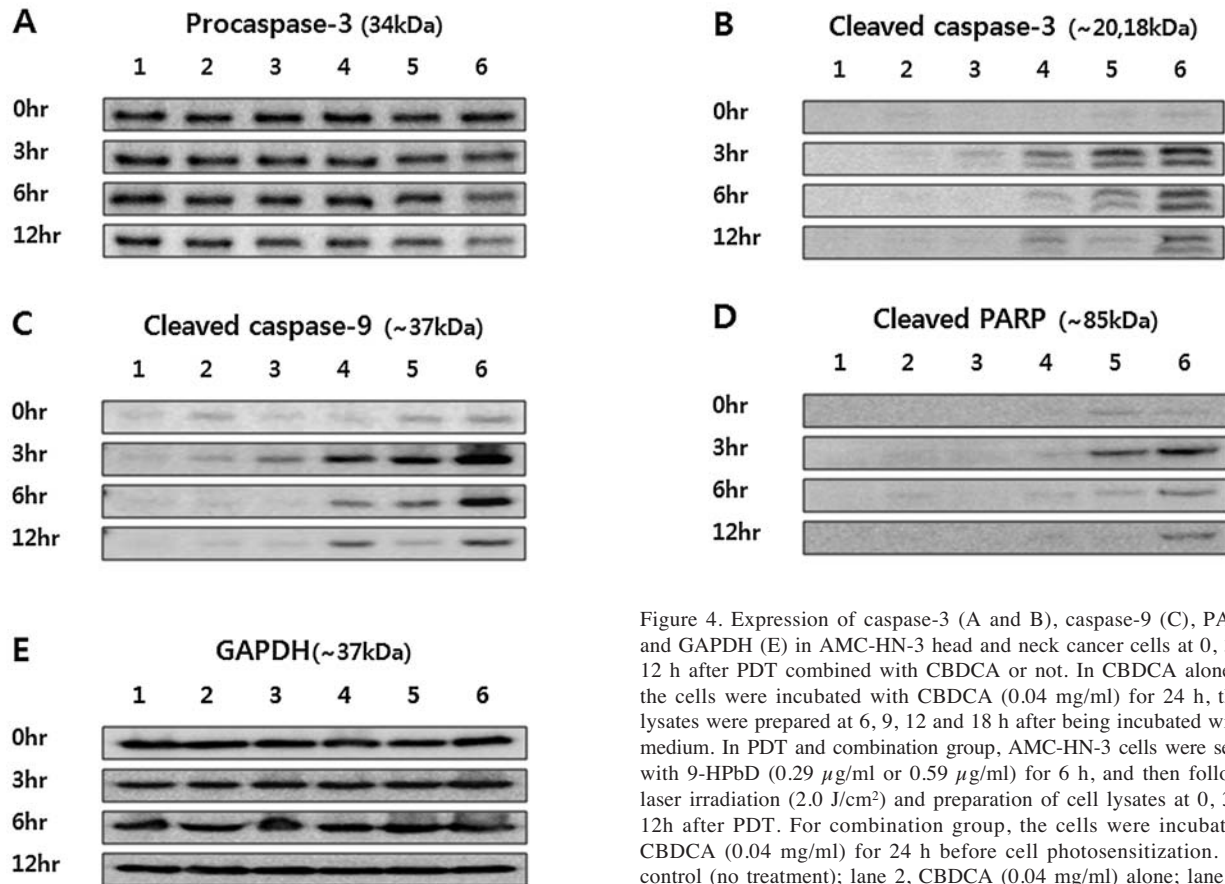 A
Procaspase-3 (34kDa)
1 2 3 4 5 6
0hr
3hr
6hr
12hr
B
Cleaved caspase-3 (~20,18kDa)
1 2 3 4 5 6
0hr
3hr
6hr
12hr
C
Cleaved caspase-9 (~37kDa)
1 2 3 4 5 6
0hr
3hr
6hr
12hr
D
Cleaved PARP (~85kDa)
1 2 3 4 5 6
0hr
3hr
6hr
12hr
E
GAPDH(~37kDa)
1 2 3 4 5 6
0hr
3hr
6hr
12hr
Figure 4. Expression of caspase-3 (A and B), caspase-9 (C),
and GAPDH (E) in AMC-HN-3 head and neck cancer cells at 0,
12 h after PDT combined with CBDCA or not. In CBDCA alone
the cells were incubated with CBDCA (0.04 mg/ml) for 24 h,
lysates were prepared at 6, 9, 12 and 18 h after being incubated
medium. In PDT and combination group, AMC-HN-3 cells were
with 9-HPbD (0.29 μg/ml or 0.59 μg/ml) for 6 h, and then
laser irradiation (2.0 J/cm²) and preparation of cell lysates at 0,
12h after PDT. For combination group, the cells were
CBDCA (0.04 mg/ml) for 24 h before cell photosensitization.
control (no treatment); lane 2, CBDCA (0.04 mg/ml) alone; lane